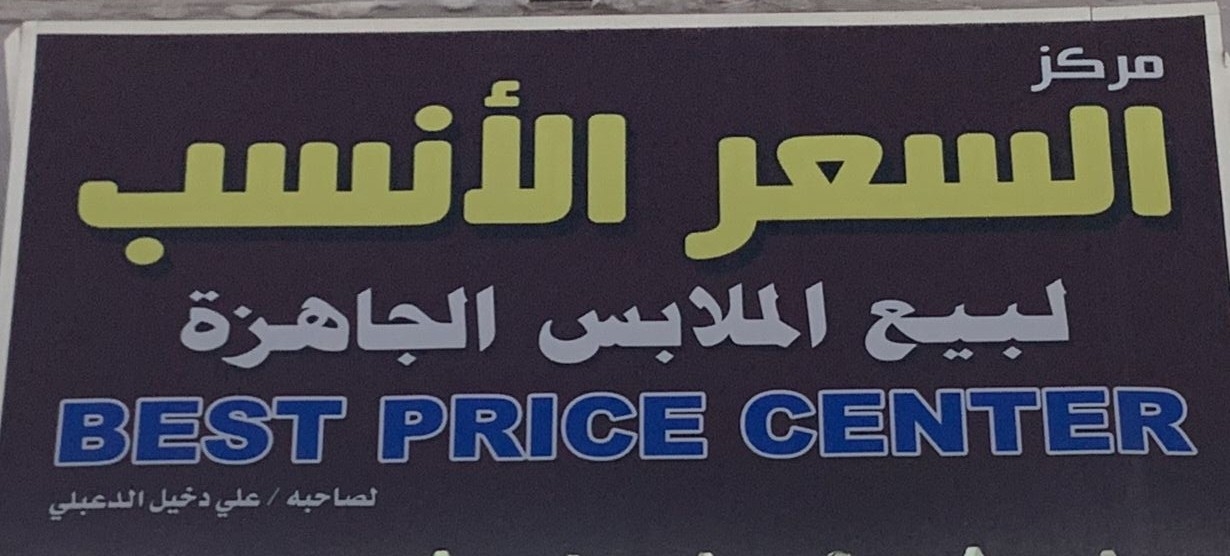 مركز
السعر الأنسب
لبيع الملابس الجاهزة
BEST PRICE CENTER
لصاحبه / علي دخيل الدعبلي